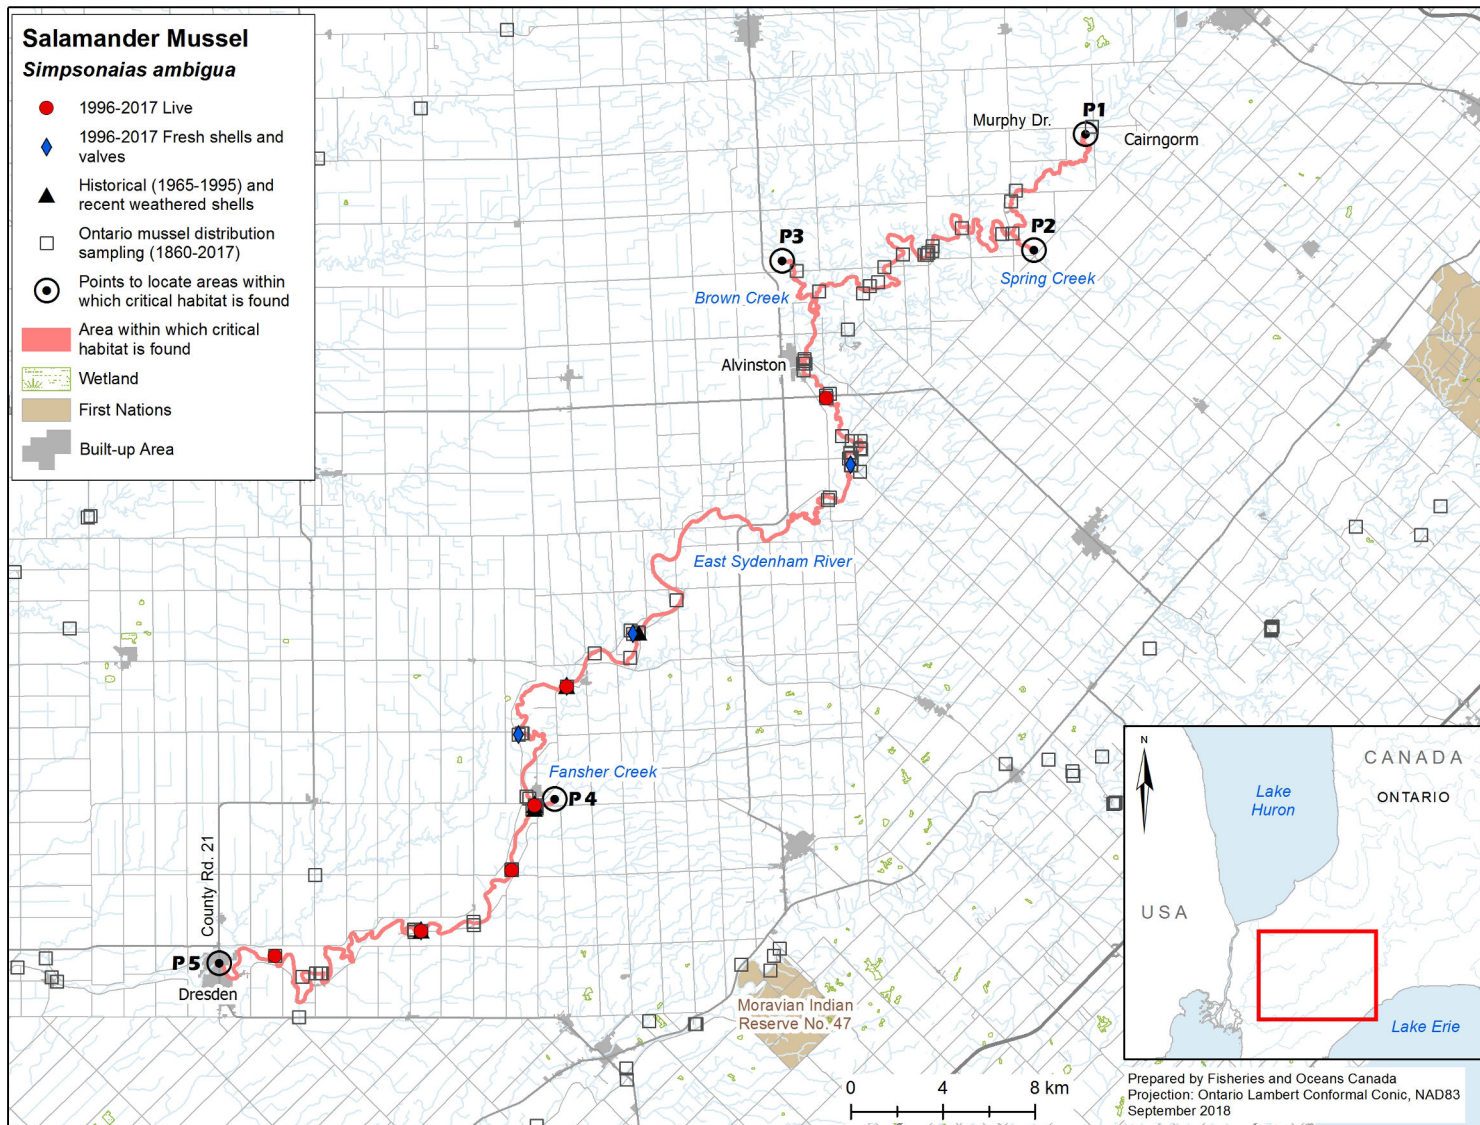 Salamander Mussel
Simpsonaias ambigua
1996-2017 Live
1996-2017 Fresh shells and
valves
Historical (1965-1995) and
recent weathered shells
Ontario mussel distribution
sampling (1860-2017)
Points to locate areas within
which critical habitat is found
Area within which critical
habitat is found
Wetland
First Nations
Built-up Area
P1
Murphy Dr.
Cairngorm
P2
Spring Creek
P3
Brown Creek
Alvinston
East Sydenham River
Fansher Creek
P4
County Rd. 21
P5
Dresden
Moravian Indian
Reserve No. 47
N
CANADA
ONTARIO
Lake
Huron
USA
Lake Erie
0 4 8 km
Prepared by Fisheries and Oceans Canada
Projection: Ontario Lambert Conformal Conic, NAD83
September 2018